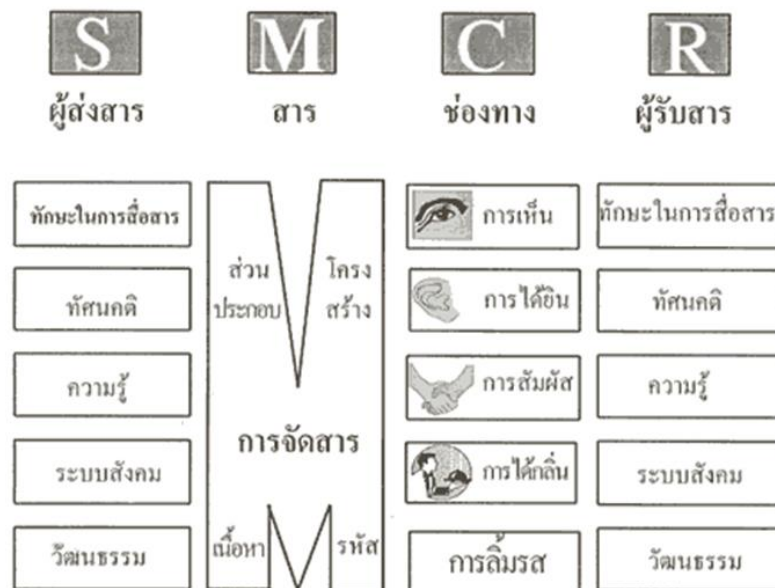 S
M
C
R
ผู้ส่งสาร
สาร
ช่องทาง
ผู้รับสาร
ทักษะในการสื่อสาร
ทัศนคติ
ความรู้
ระบบสังคม
วัฒนธรรม
ส่วน
ประกอบ
โครง
สร้าง
การจัดสาร
เนื้อหา
รหัส
การเห็น
การได้ยิน
การสัมผัส
การได้กลิ่น
การลิ้มรส
ทักษะในการสื่อสาร
ทัศนคติ
ความรู้
ระบบสังคม
วัฒนธรรม